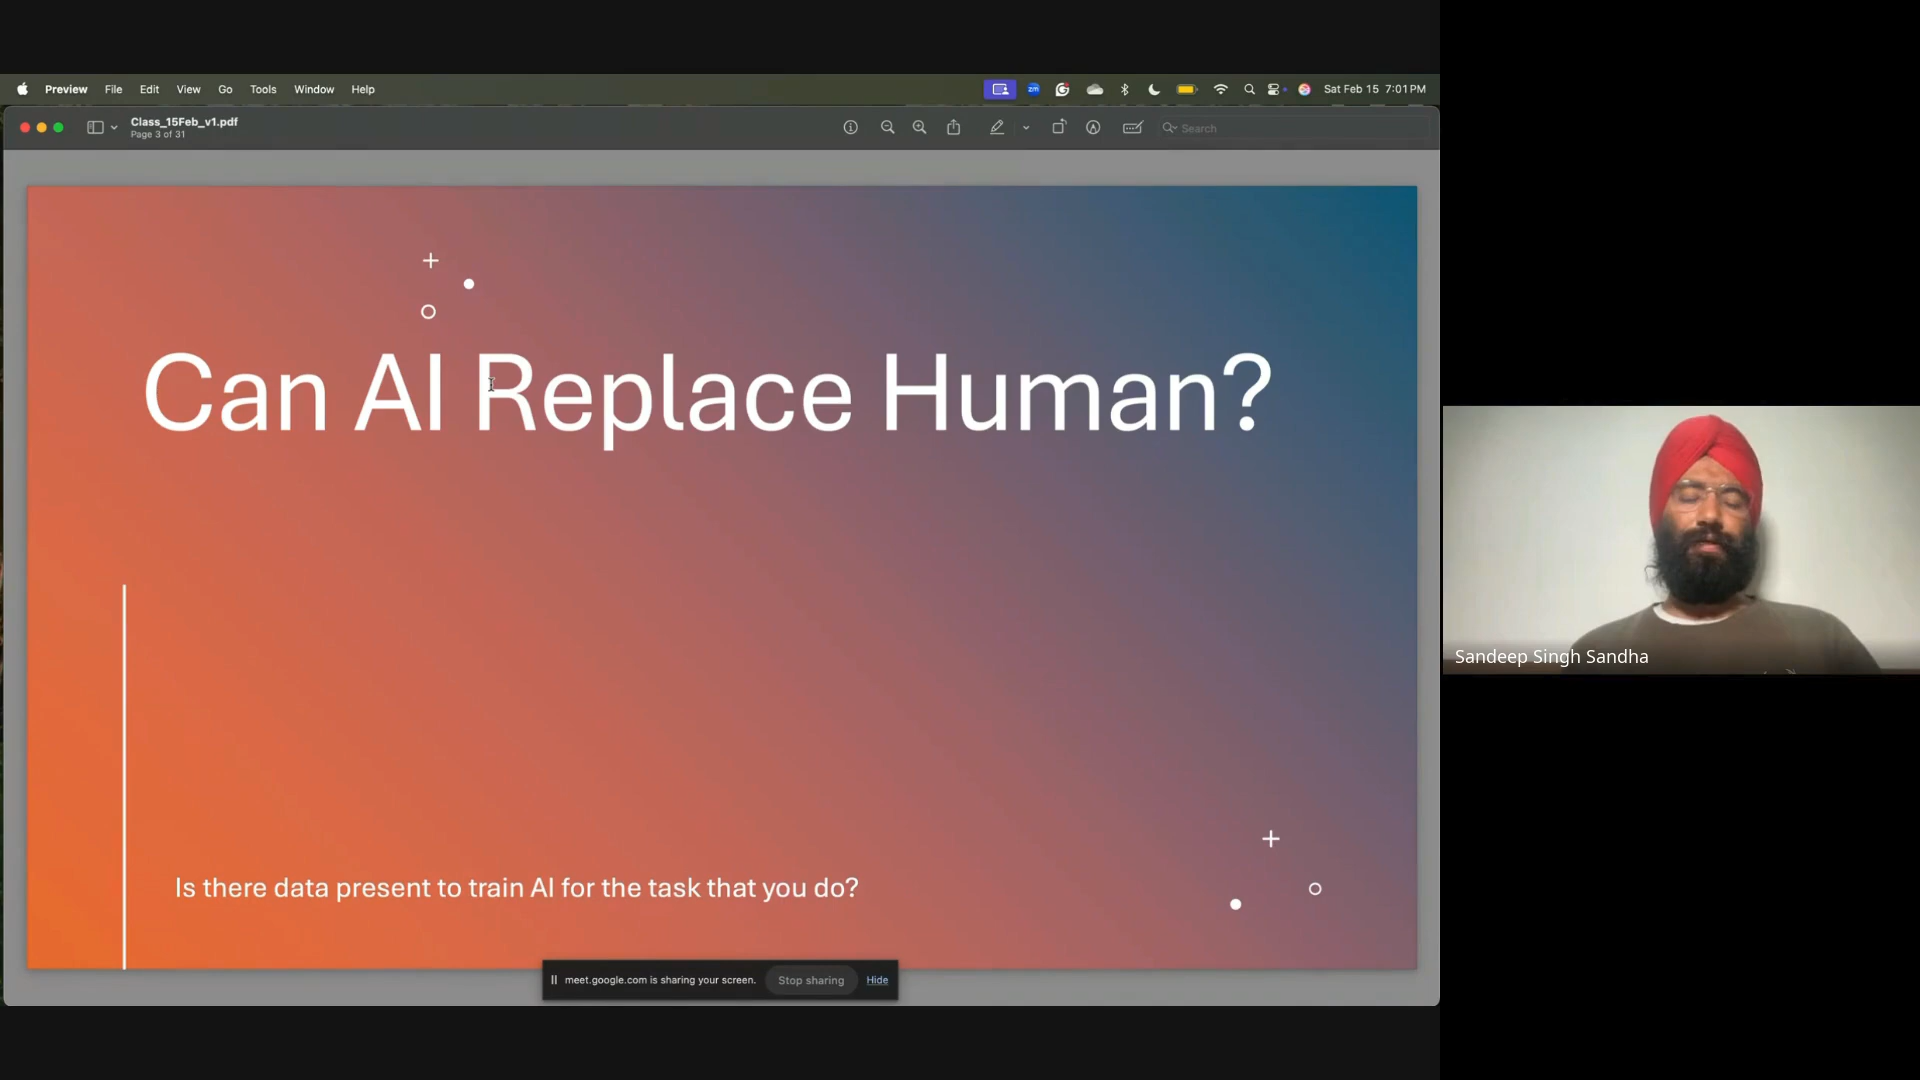 Preview File Edit View Go Tools Window Help
zm
Sat Feb 15 7:01 PM
Class_15Feb_v1.pdf
Page 3 of 31
Search
Can AI Replace Human?
Is there data present to train AI for the task that you do?
meet.google.com is sharing your screen. Stop sharing Hide
Sandeep Singh Sandha